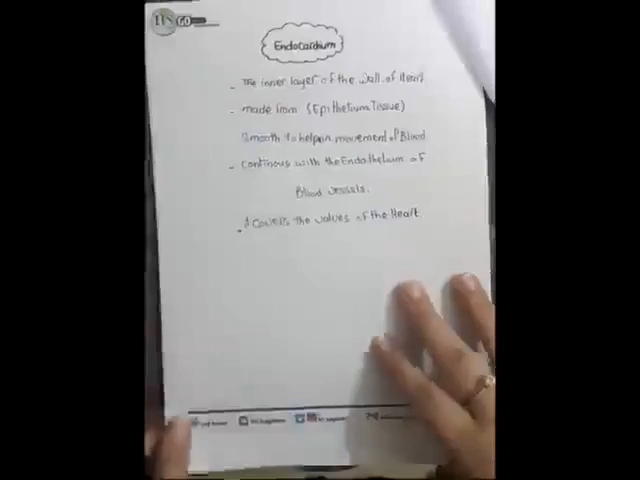 GO
Endocardium
- The inner layer of the wall of Heart
- made from (Epithelium Tissue)
Smooth to help in movement of Blood
- Continous with the Endothelium of
Blood vessels.
- Covers the valves of the Heart